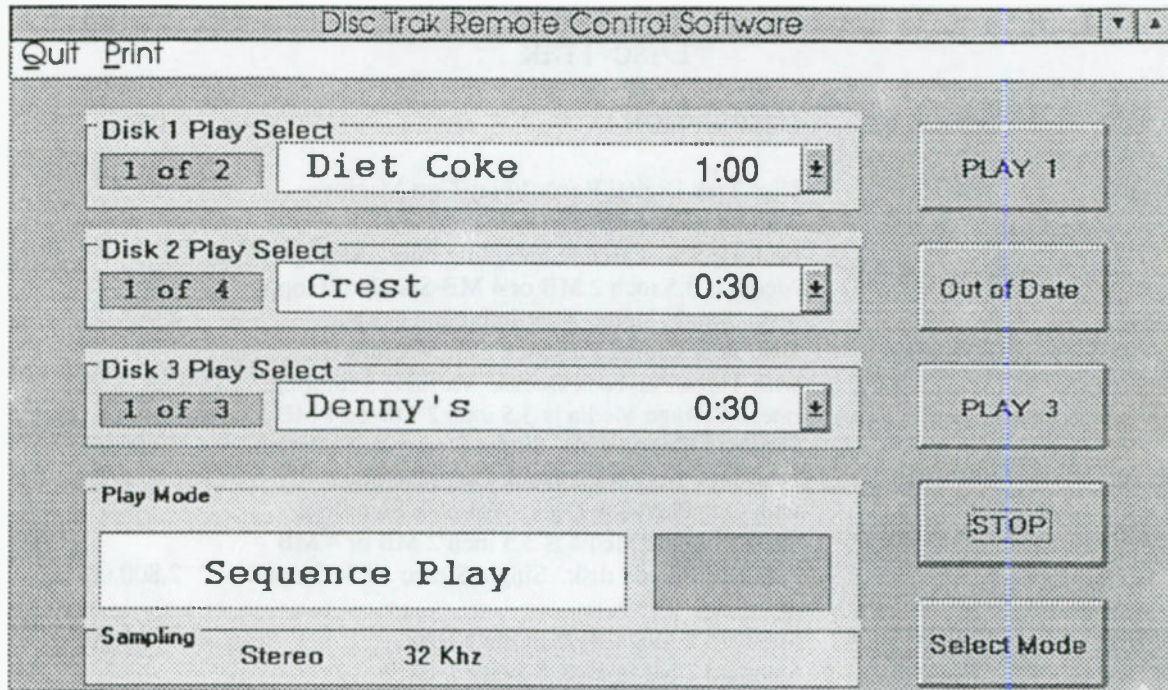 Disc Trak Remote Control Software
Quit Print
Disk 1 Play Select
1 of 2 Diet Coke 1:00
PLAY 1
Disk 2 Play Select
1 of 4 Crest 0:30
Out of Date
Disk 3 Play Select
1 of 3 Denny's 0:30
PLAY 3
Play Mode
Sequence Play
STOP
Sampling
Stereo 32 Khz
Select Mode